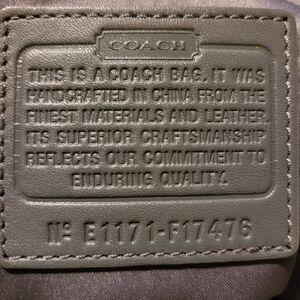 COACH
THIS IS A COACH BAG. IT WAS
HANDCRAFTED IN CHINA FROM THE
FINEST MATERIALS AND LEATHER.
ITS SUPERIOR CRAFTSMANSHIP
REFLECTS OUR COMMITMENT TO
ENDURING QUALITY.
Nº E1171-F17476